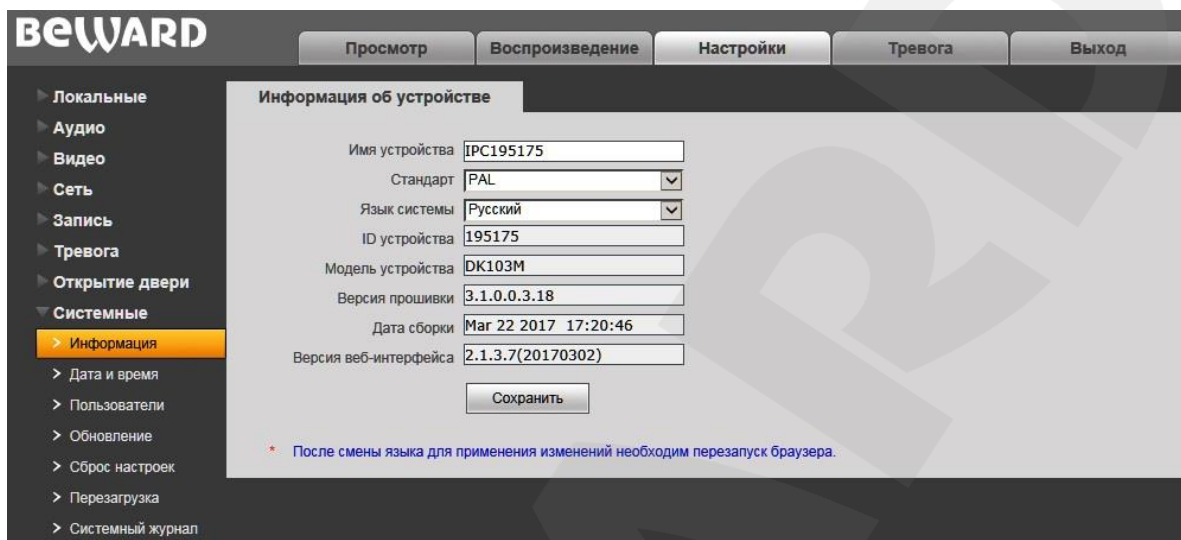 BEWARD
Просмотр Воспроизведение Настройки Тревога Выход
Локальные
Аудио
Видео
Сеть
Запись
Тревога
Открытие двери
Системные
> Информация
> Дата и время
> Пользователи
> Обновление
> Сброс настроек
> Перезагрузка
> Системный журнал
Информация об устройстве
Имя устройства IPC195175
Стандарт PAL
Язык системы Русский
ID устройства 195175
Модель устройства DK103M
Версия прошивки 3.1.0.0.3.18
Дата сборки Mar 22 2017 17:20:46
Версия веб-интерфейса 2.1.3.7(20170302)
Сохранить
* После смены языка для применения изменений необходим перезапуск браузера.